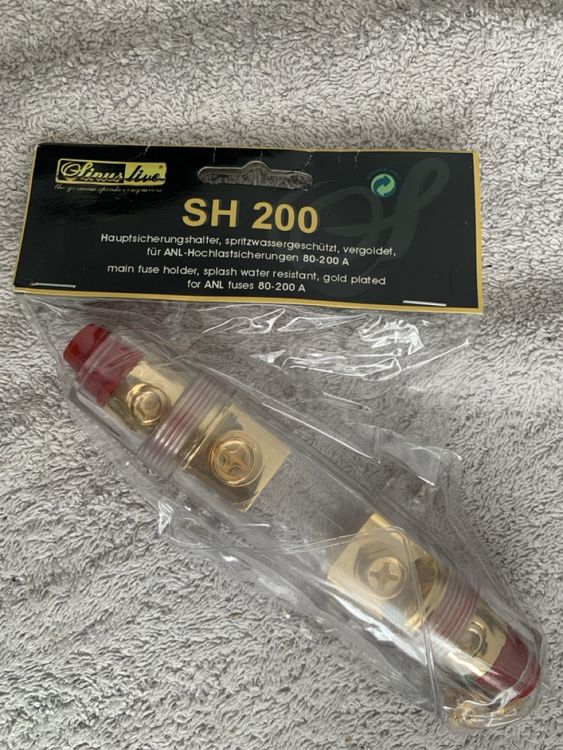 Sinus live ®
the german speaker engineers
SH 200
Hauptsicherungshalter, spritzwassergeschützt, vergoldet,
für ANL-Hochlastsicherungen 80-200 A
main fuse holder, splash water resistant, gold plated
for ANL fuses 80-200 A